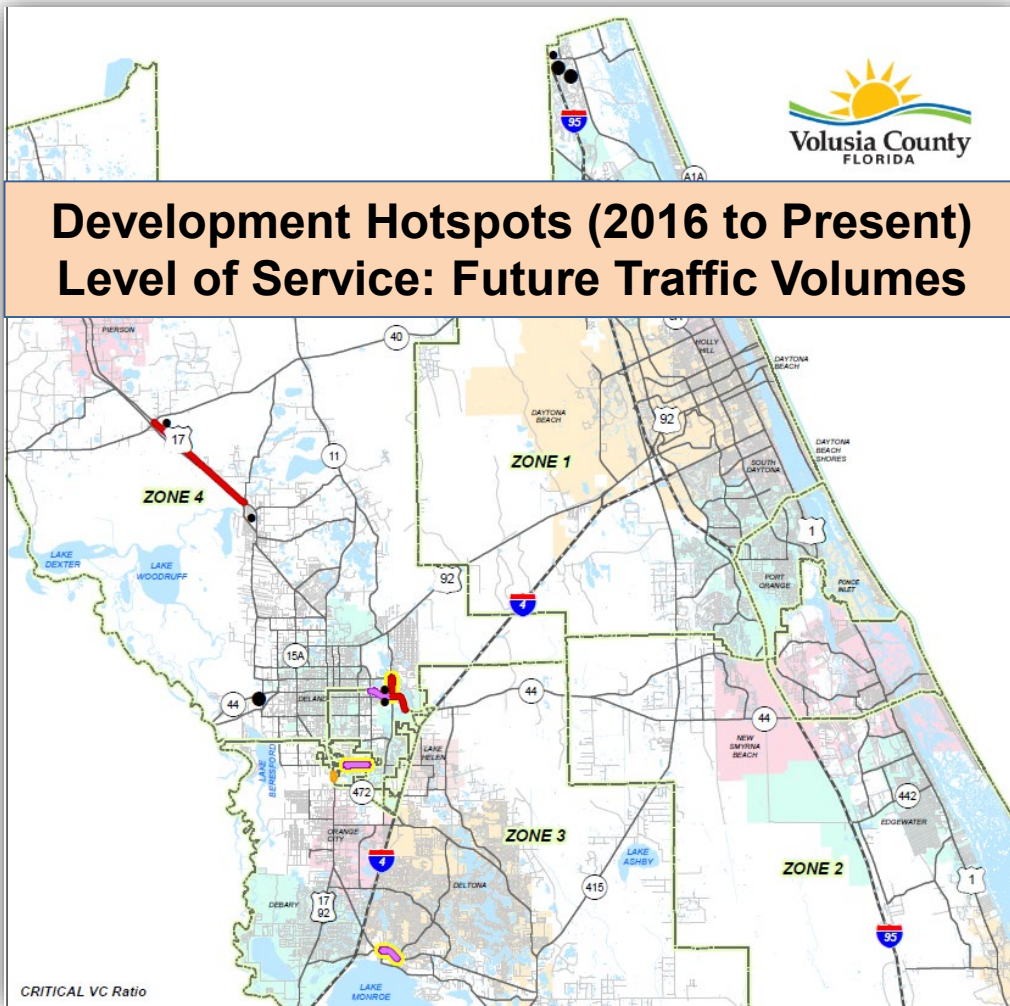 95
Volusia County
FLORIDA
A1A
Development Hotspots (2016 to Present)
Level of Service: Future Traffic Volumes
PIERSON
40
HOLLY
HILL
DAYTONA
BEACH
DAYTONA
BEACH
92
17
11
DAYTONA
BEACH
SHORES
ZONE 1
SOUTH
DAYTONA
ZONE 4
1
LAKE
DEXTER
LAKE
WOODRUFF
92
PORT
ORANGE
PONCE
INLET
4
15A
44
DELAND
44
44
NEW
SMYRNA
BEACH
LAKE
HELEN
LAKE
BERESFORD
472
442
EDGEWATER
ORANGE
CITY
ZONE 3
4
LAKE
ASHBY
ZONE 2
DELTONA
415
1
DEBARY
17
92
95
CRITICAL VC Ratio
LAKE
MONROE